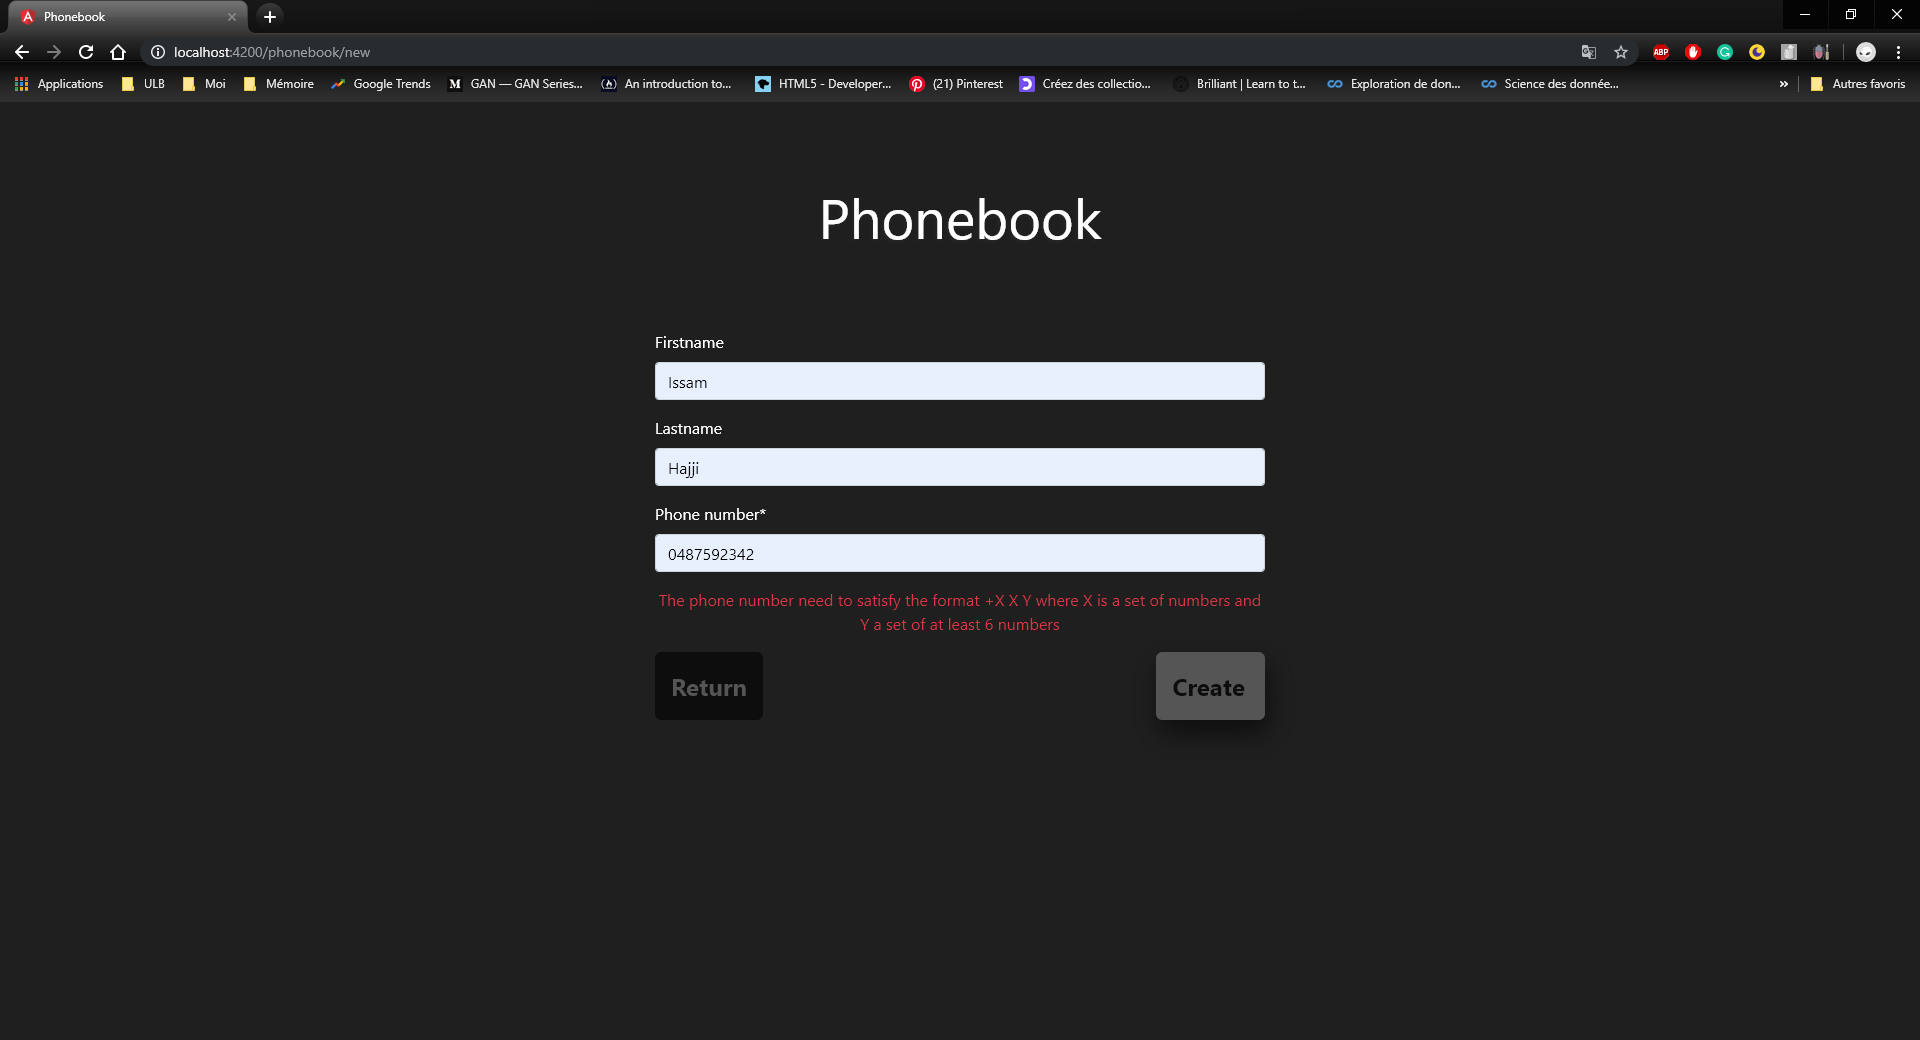 Phonebook
localhost:4200/phonebook/new
ABP
Applications ULB Moi Mémoire Google Trends M GAN — GAN Series... An introduction to... HTML5 - Developer... (21) Pinterest Créez des collectio... Brilliant | Learn to t... Exploration de don... Science des donnée... » Autres favoris
Phonebook
Firstname
Issam
Lastname
Hajji
Phone number*
0487592342
The phone number need to satisfy the format +X X Y where X is a set of numbers and
Y a set of at least 6 numbers
Return Create